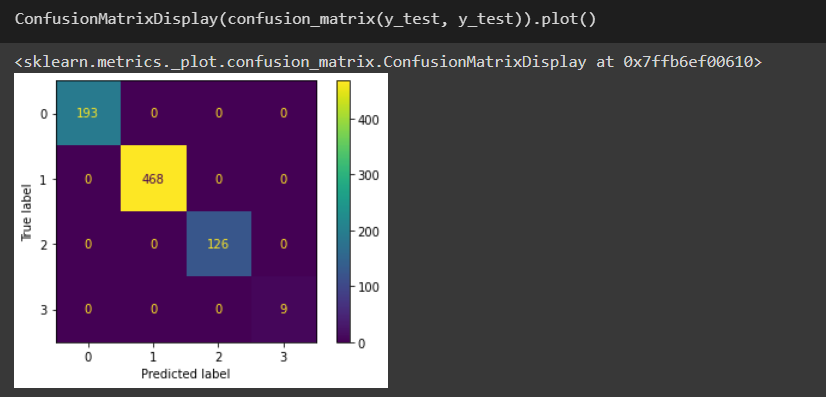 ConfusionMatrixDisplay(confusion_matrix(y_test, y_test)).plot()
<sklearn.metrics._plot.confusion_matrix.ConfusionMatrixDisplay at 0x7ffb6ef00610>
0 193 0 0 0
1 0 468 0 0
2 0 0 126 0
3 0 0 0 9
0 1 2 3
Predicted label
True label
400
300
200
100
0